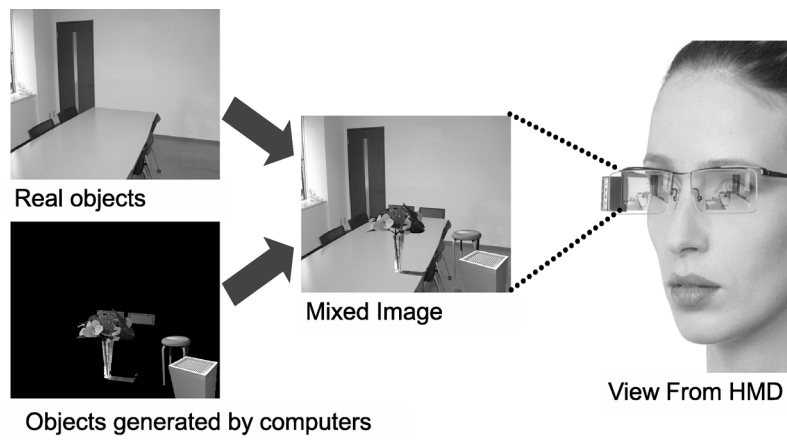 Real objects
Mixed Image
Objects generated by computers
View From HMD